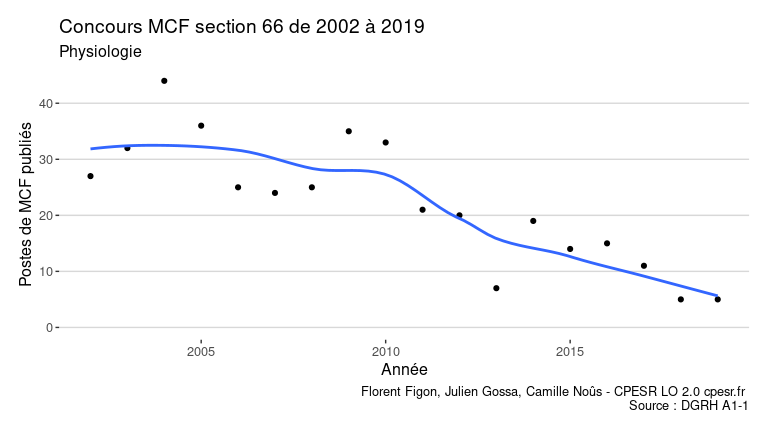 Concours MCF section 66 de 2002 à 2019
Physiologie
Postes de MCF publiés
40
30
20
10
0
2005 2010 2015
Année
Florent Figon, Julien Gossa, Camille Noûs - CPESR LO 2.0 cpesr.fr
Source : DGRH A1-1